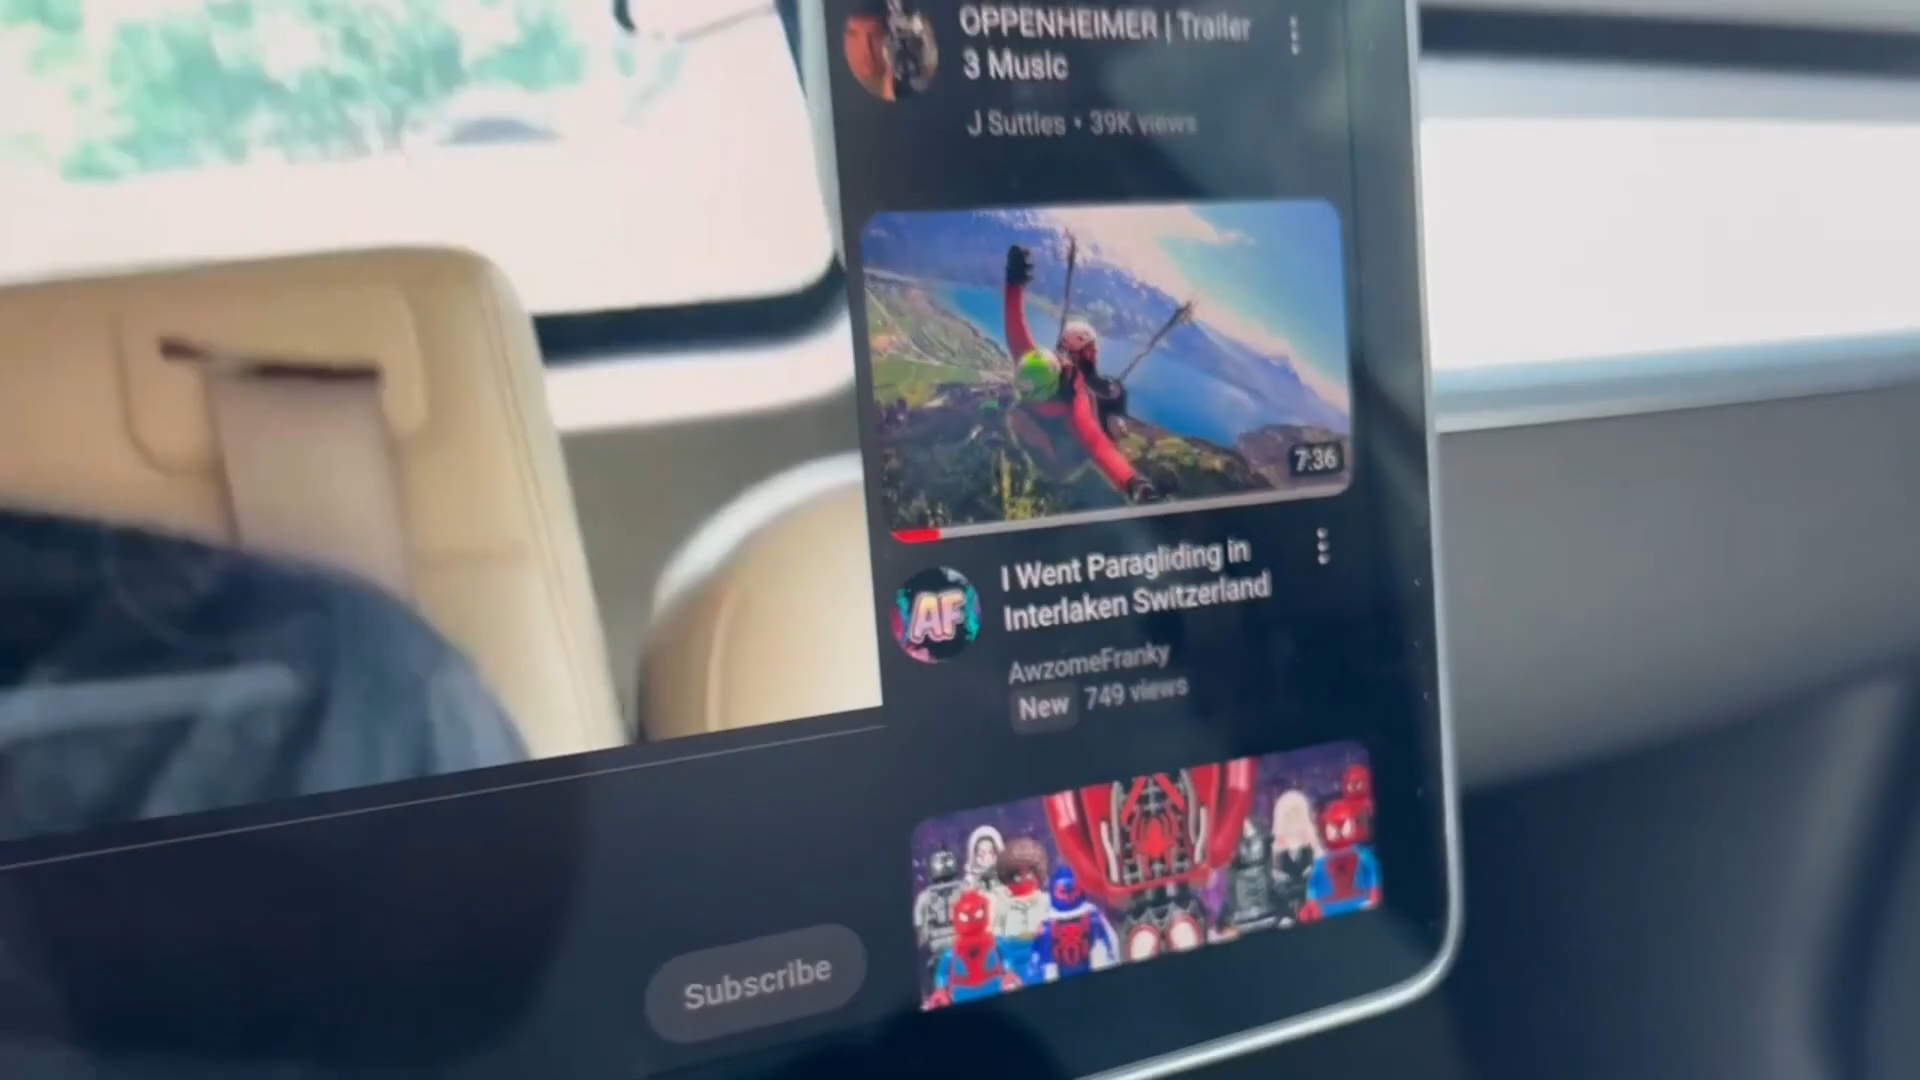 OPPENHEIMER | Trailer
3 Music
J Suttles • 39K views
7:36
I Went Paragliding in
Interlaken Switzerland
AF
AwzomeFranky
New 749 views
Subscribe